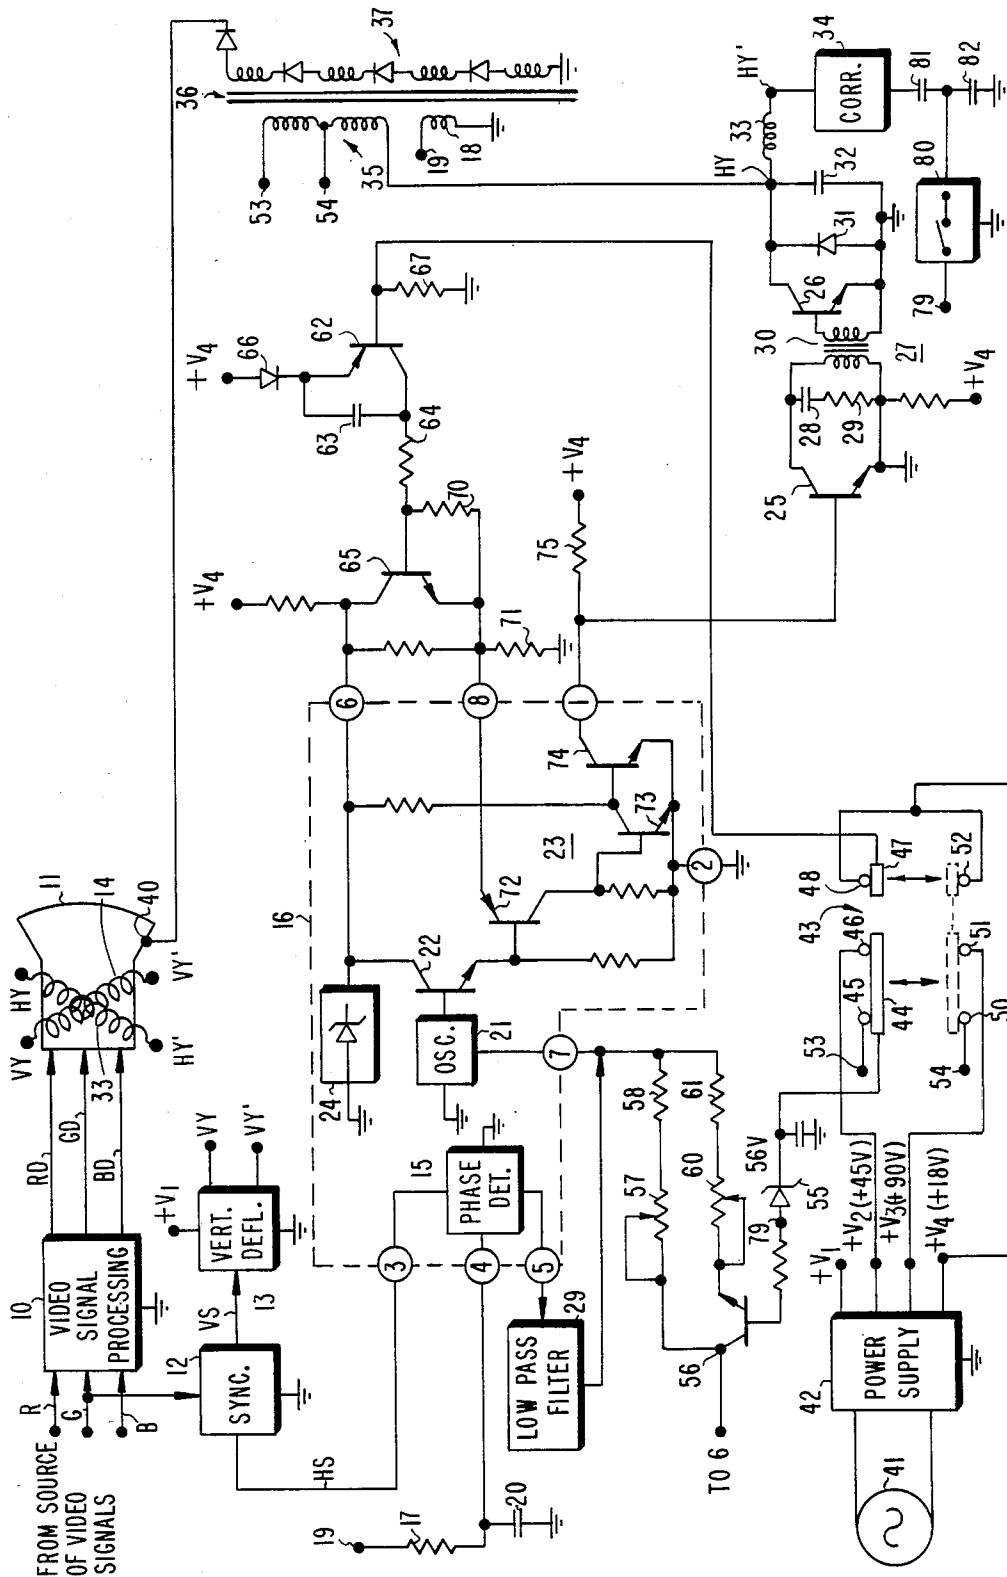 FROM SOURCE
OF VIDEO
SIGNALS
R
G
B
10
VIDEO
SIGNAL
PROCESSING
RD
GD
BD
VY
HY
11
14
40
33
HY'
VY'
12
SYNC.
VS
13
VERT.
DEFL.
+V1
VY
VY'
HS
19
17
20
3
4
5
15
PHASE
DET.
16
24
OSC.
21
22
7
6
8
1
2
23
72
73
74
29
LOW PASS
FILTER
57
58
60
61
56
TO 6
79
55
56V
41
42
POWER
SUPPLY
+V1
+V2(+45V)
+V3(+90V)
+V4(+18V)
53
54
45
46
44
43
48
47
50
51
52
+V4
65
70
71
64
63
62
66
+V4
67
75
+V4
25
28
29
30
27
+V4
26
31
32
HY
33
HY'
34
CORR.
81
82
80
79
53
54
35
36
37
19
18